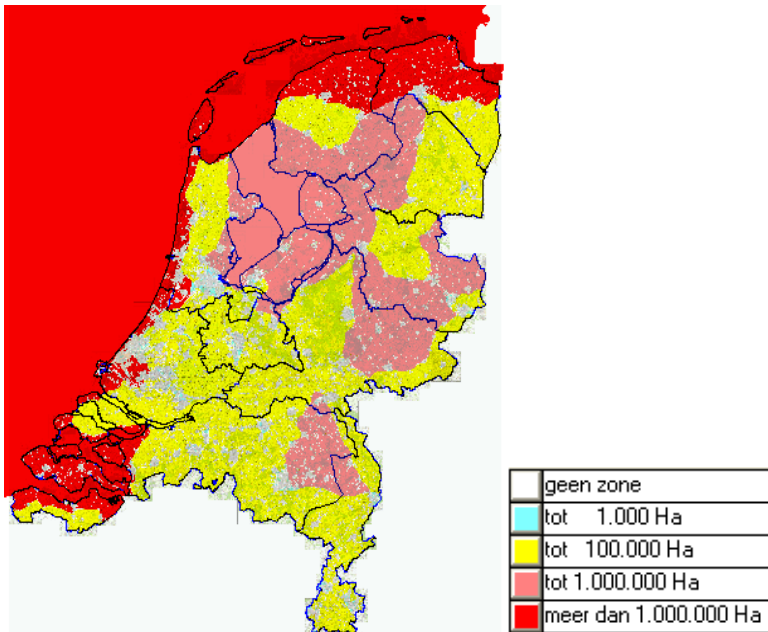 geen zone
tot 1.000 Ha
tot 100.000 Ha
tot 1.000.000 Ha
meer dan 1.000.000 Ha